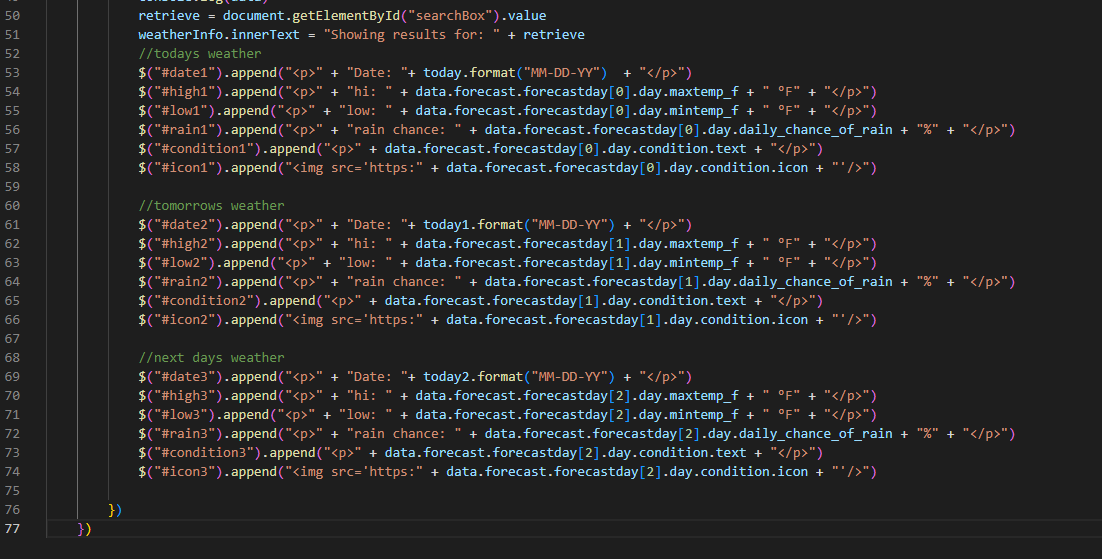 50 retrieve = document.getElementById("searchBox").value
51 weatherInfo.innerText = "Showing results for: " + retrieve
52 //todays weather
53 $("#date1").append("<p>" + "Date: "+ today.format("MM-DD-YY")  + "</p>")
54 $("#high1").append("<p>" + "hi: " + data.forecast.forecastday[0].day.maxtemp_f + " °F" + "</p>")
55 $("#low1").append("<p>"  + "low: "  + data.forecast.forecastday[0].day.mintemp_f + " °F" + "</p>")
56 $("#rain1").append("<p>" + "rain chance: " + data.forecast.forecastday[0].day.daily_chance_of_rain + "%" + "</p>")
57 $("#condition1").append("<p>" + data.forecast.forecastday[0].day.condition.text + "</p>")
58 $("#icon1").append("<img src='https:" + data.forecast.forecastday[0].day.condition.icon + "'/>")
59
60 //tomorrows weather
61 $("#date2").append("<p>" + "Date: "+ today1.format("MM-DD-YY") + "</p>")
62 $("#high2").append("<p>" + "hi: " + data.forecast.forecastday[1].day.maxtemp_f + " °F" + "</p>")
63 $("#low2").append("<p>" + "low: " + data.forecast.forecastday[1].day.mintemp_f + " °F" + "</p>")
64 $("#rain2").append("<p>" + "rain chance: " + data.forecast.forecastday[1].day.daily_chance_of_rain + "%" + "</p>")
65 $("#condition2").append("<p>" + data.forecast.forecastday[1].day.condition.text + "</p>")
66 $("#icon2").append("<img src='https:" + data.forecast.forecastday[1].day.condition.icon + "'/>")
67
68 //next days weather
69 $("#date3").append("<p>" + "Date: "+ today2.format("MM-DD-YY") + "</p>")
70 $("#high3").append("<p>" + "hi: " + data.forecast.forecastday[2].day.maxtemp_f + " °F" + "</p>")
71 $("#low3").append("<p>" + "low: " + data.forecast.forecastday[2].day.mintemp_f + " °F" + "</p>")
72 $("#rain3").append("<p>" + "rain chance: " + data.forecast.forecastday[2].day.daily_chance_of_rain + "%" + "</p>")
73 $("#condition3").append("<p>" + data.forecast.forecastday[2].day.condition.text + "</p>")
74 $("#icon3").append("<img src='https:" + data.forecast.forecastday[2].day.condition.icon + "'/>")
75
76 })
77 })